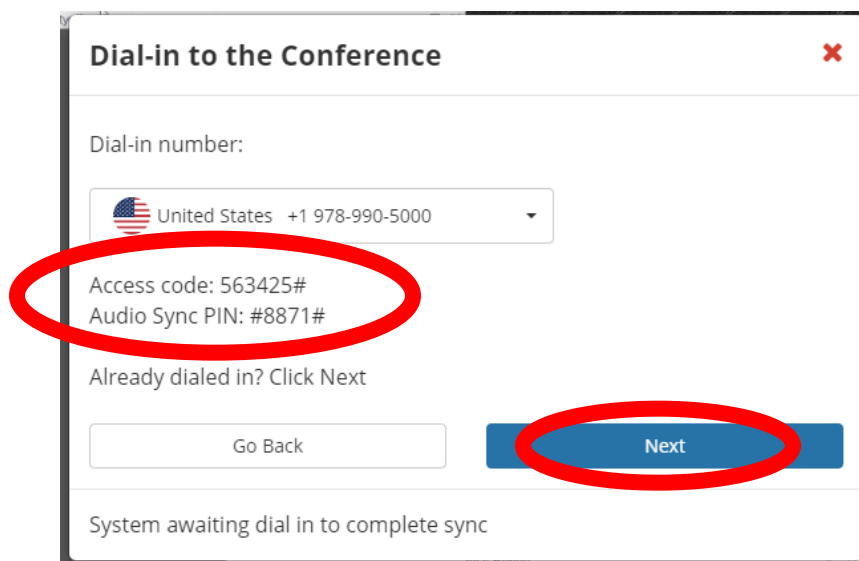 Dial-in to the Conference
Dial-in number:
United States +1 978-990-5000
Access code: 563425#
Audio Sync PIN: #8871#
Already dialed in? Click Next
Go Back
Next
System awaiting dial in to complete sync